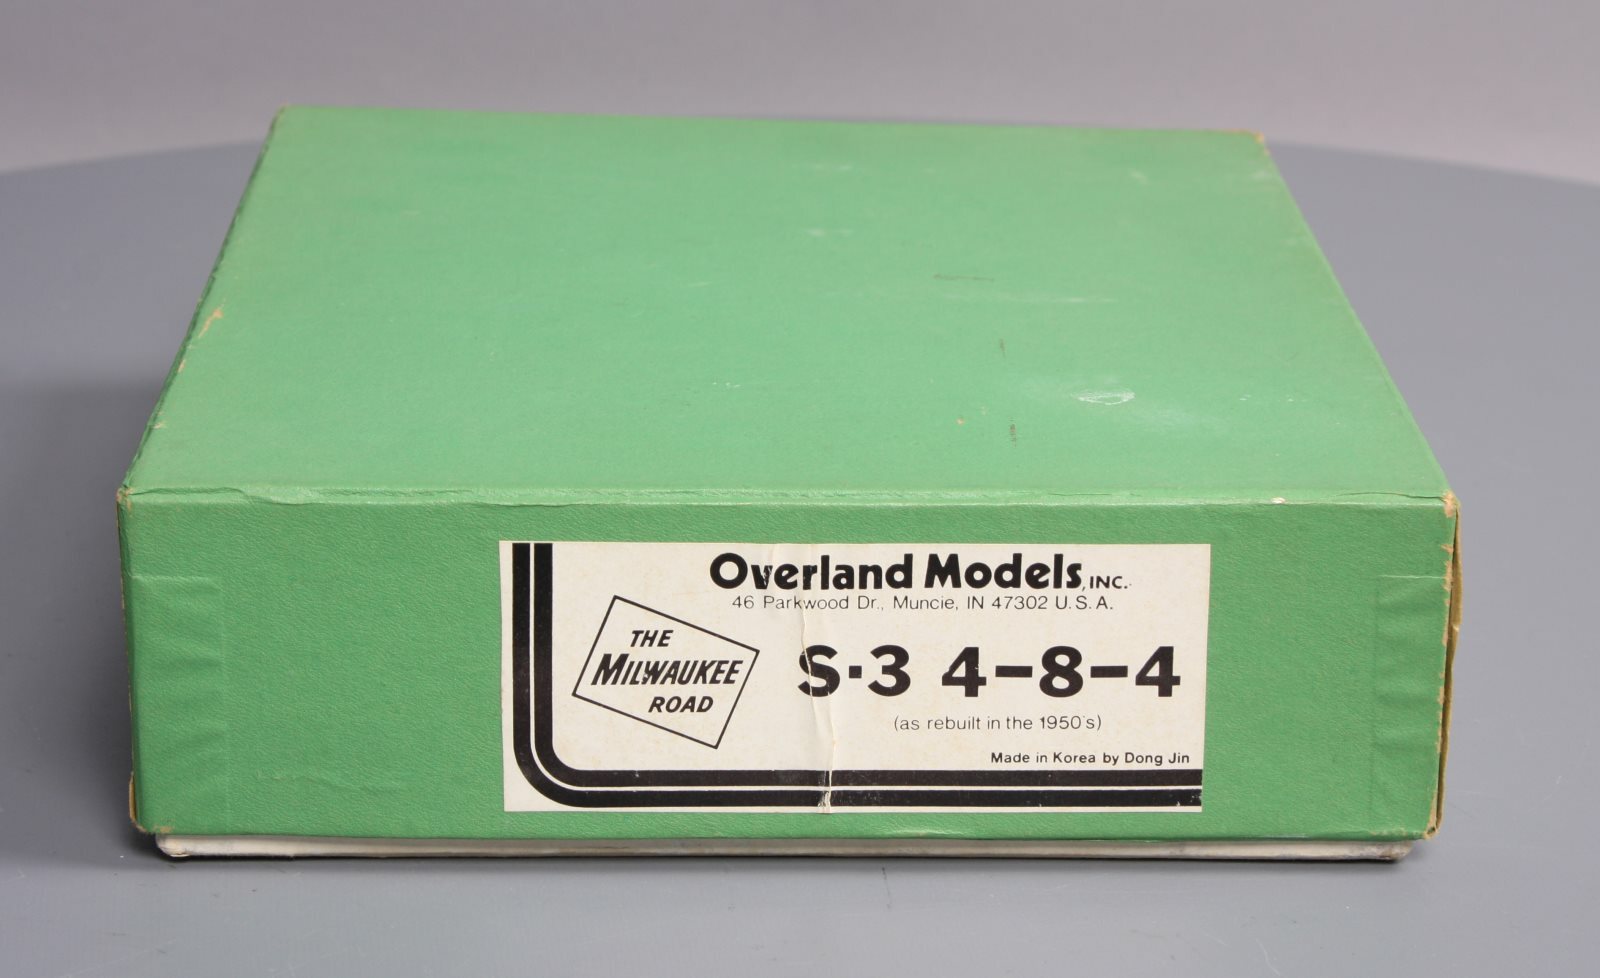 Overland Models, INC.
46 Parkwood Dr., Muncie, IN 47302 U.S.A.
THE
MILWAUKEE
ROAD
S-3 4-8-4
(as rebuilt in the 1950's)
Made in Korea by Dong Jin